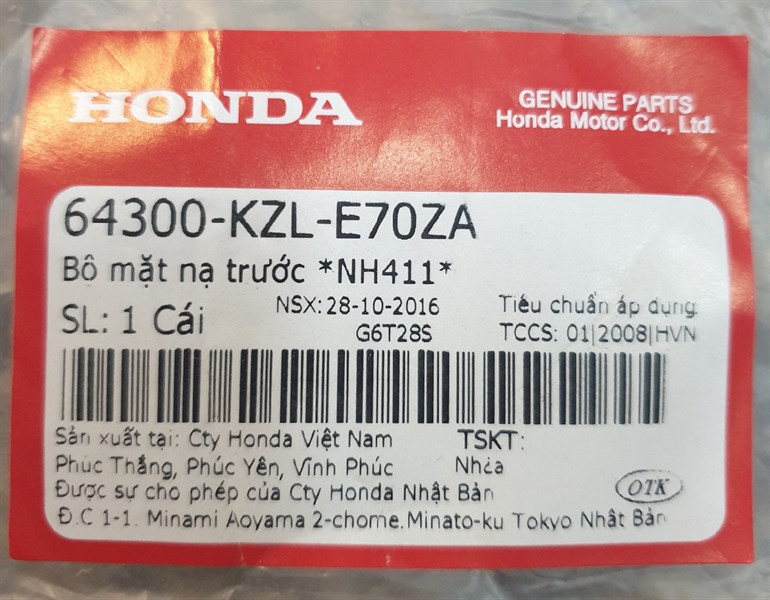 HONDA
GENUINE PARTS
Honda Motor Co., Ltd.
64300-KZL-E70ZA
Bộ mặt nạ trước *NH411*
SL: 1 Cái
NSX: 28-10-2016
G6T28S
Tiêu chuẩn áp dụng
TCCS: 01|2008|HVN
Sản xuất tại: Cty Honda Việt Nam
Phúc Thắng, Phúc Yên, Vĩnh Phúc
TSKT:
Nhựa
Được sự cho phép của Cty Honda Nhật Bản
OTK
Đ.C 1-1. Minami Aoyama 2-chome.Minato-ku Tokyo Nhật Bản